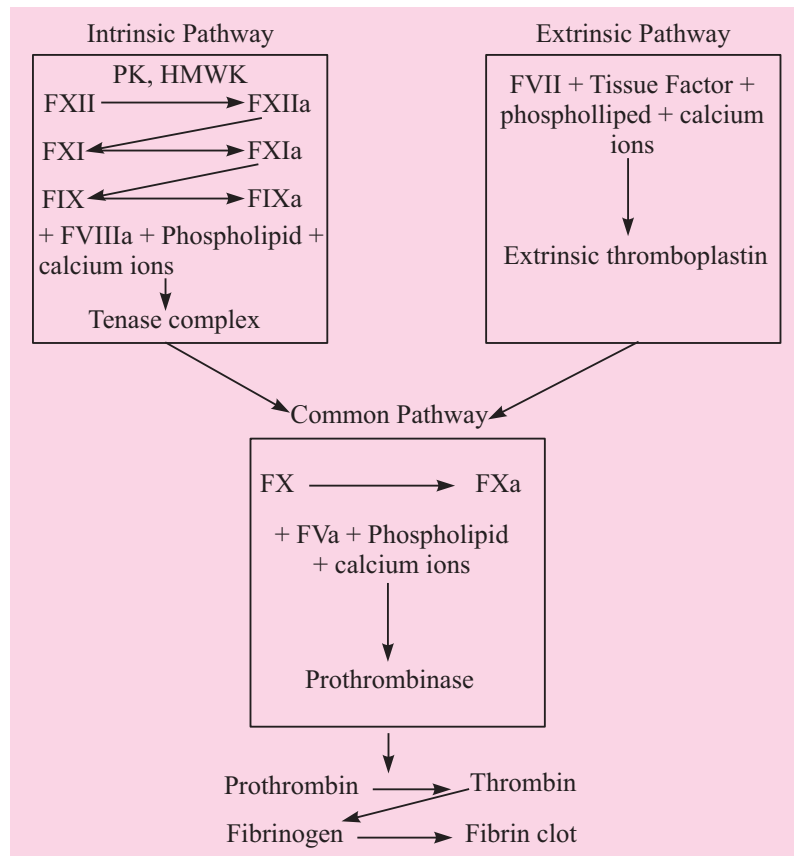 Intrinsic Pathway
PK, HMWK
FXII FXIIa
FXI FXIa
FIX FIXa
+ FVIIIa + Phospholipid +
calcium ions
Tenase complex
Extrinsic Pathway
FVII + Tissue Factor +
phospholliped + calcium
ions
Extrinsic thromboplastin
Common Pathway
FX FXa
+ FVa + Phospholipid
+ calcium ions
Prothrombinase
Prothrombin Thrombin
Fibrinogen Fibrin clot